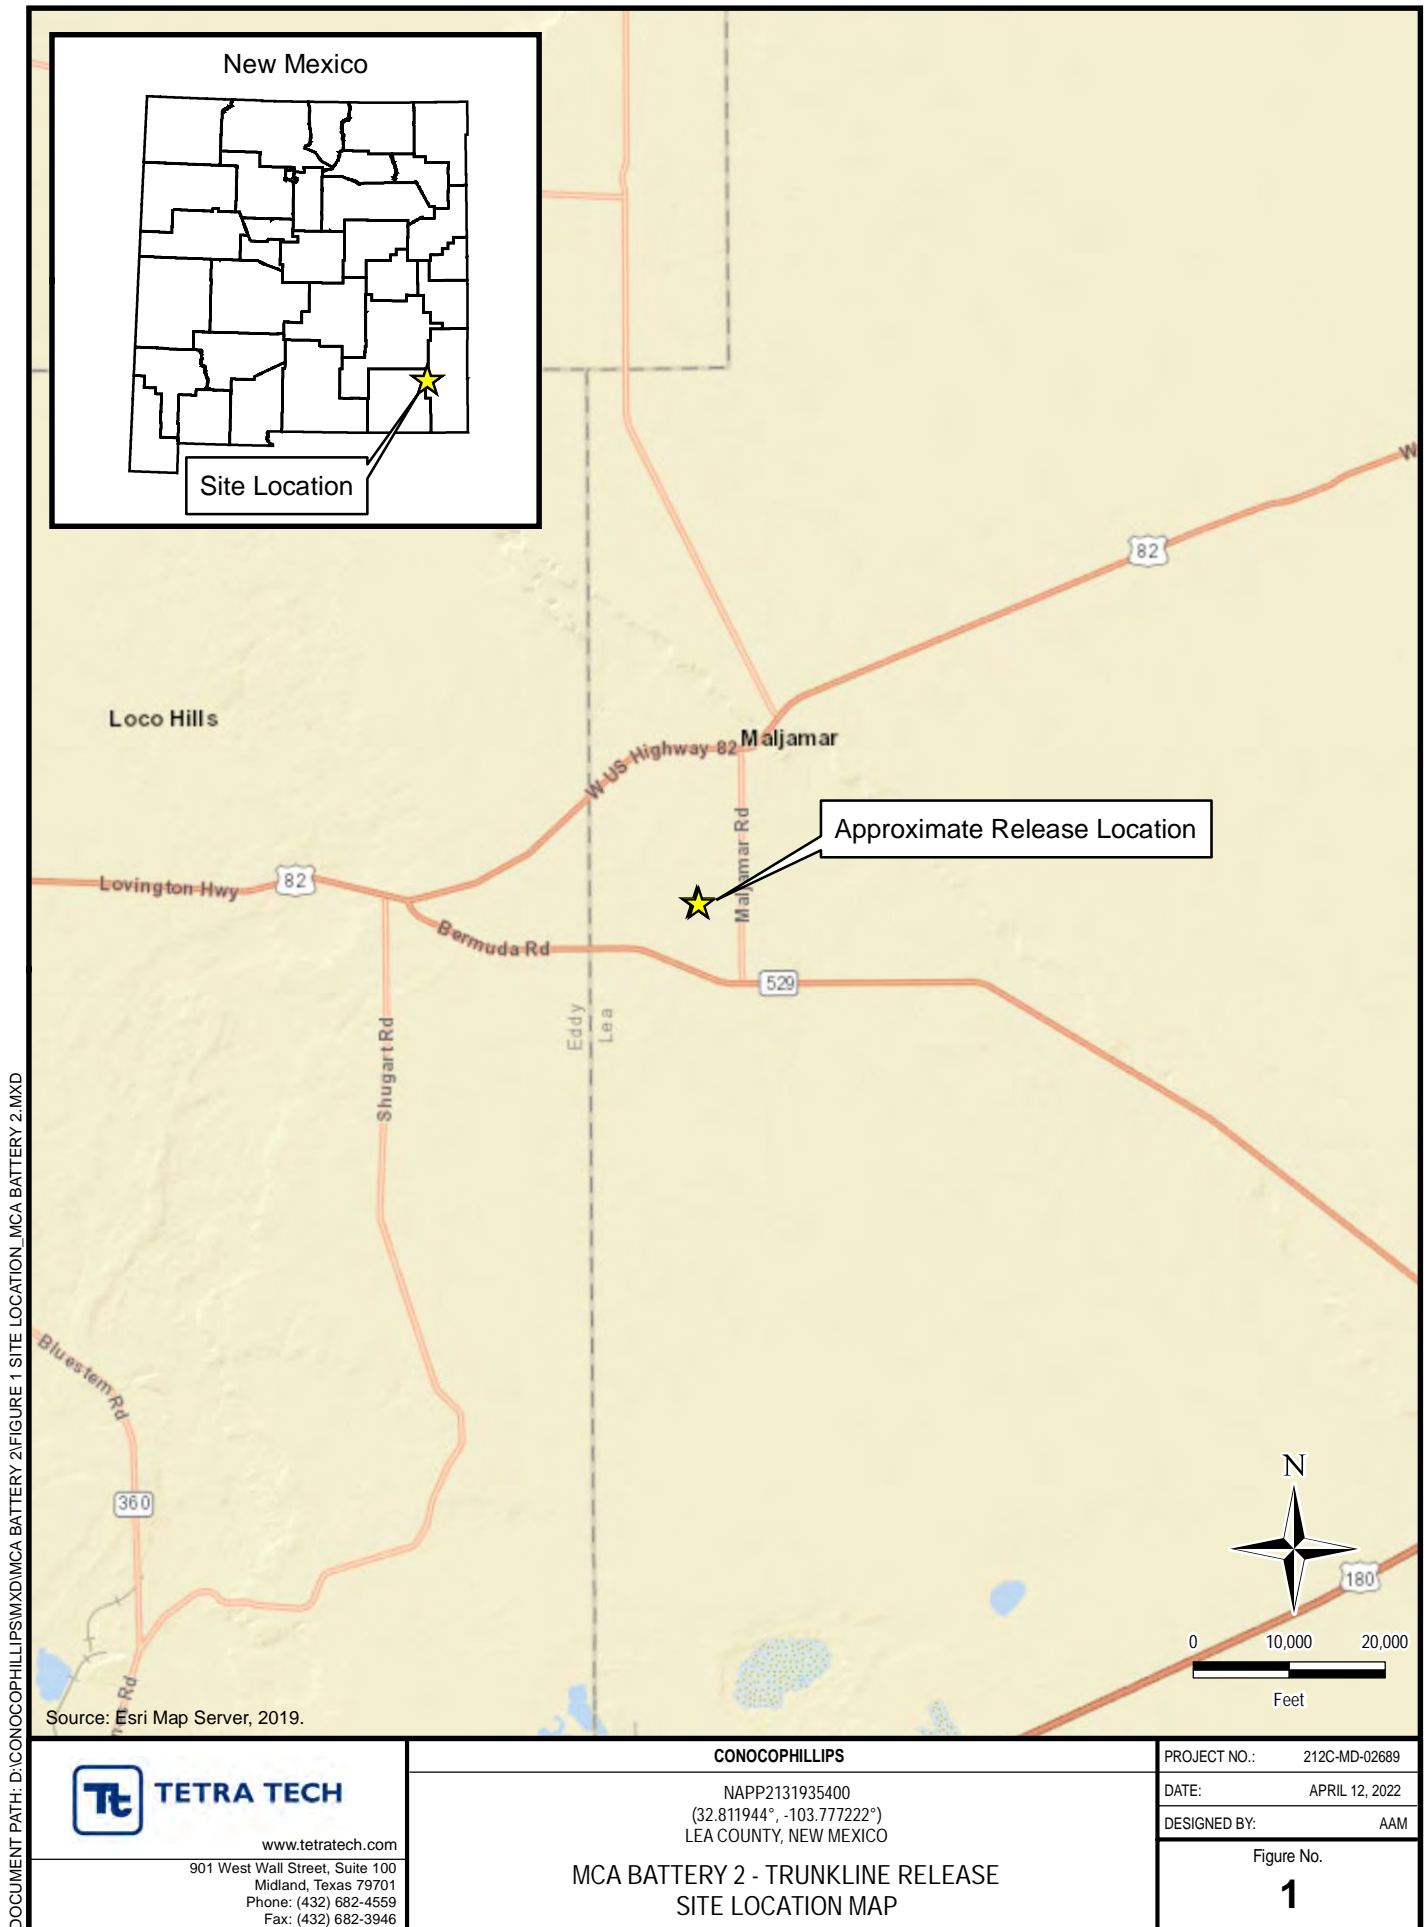 New Mexico
Site Location
W
82
Loco Hills
Maljamar
W US Highway 82
Approximate Release Location
Maljamar Rd
82
Lovington Hwy
Bermuda Rd
529
Eddy
Lea
Shugart Rd
Bluestem Rd
360
N
180
0 10,000 20,000
Feet
Rd
Source: Esri Map Server, 2019.
DOCUMENT PATH: D:\CONOCOPHILLIPS\MXD\MCA BATTERY 2\FIGURE 1 SITE LOCATION_MCA BATTERY 2.MXD
Tt TETRA TECH
www.tetratech.com
901 West Wall Street, Suite 100
Midland, Texas 79701
Phone: (432) 682-4559
Fax: (432) 682-3946
CONOCOPHILLIPS
NAPP2131935400
(32.811944°, -103.777222°)
LEA COUNTY, NEW MEXICO
MCA BATTERY 2 - TRUNKLINE RELEASE
SITE LOCATION MAP
PROJECT NO.: 212C-MD-02689
DATE: APRIL 12, 2022
DESIGNED BY: AAM
Figure No.
1